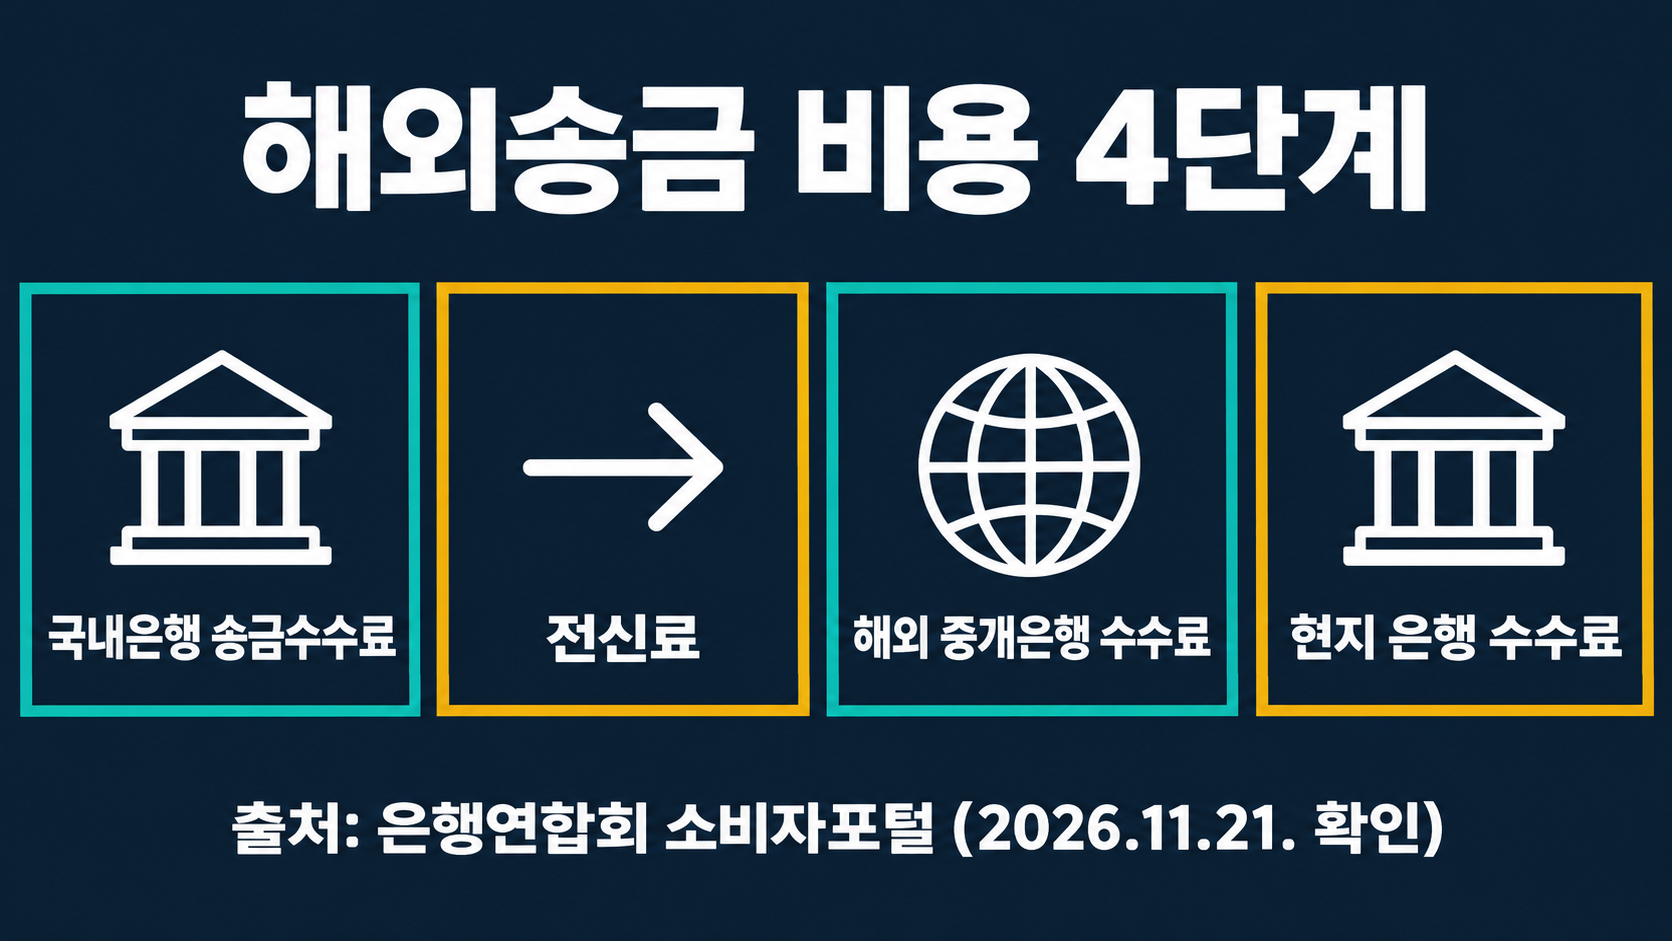 해외송금 비용 4단계
국내은행 송금수수료
전신료
해외 중개은행 수수료
현지 은행 수수료
출처: 은행연합회 소비자포털 (2026.11.21. 확인)